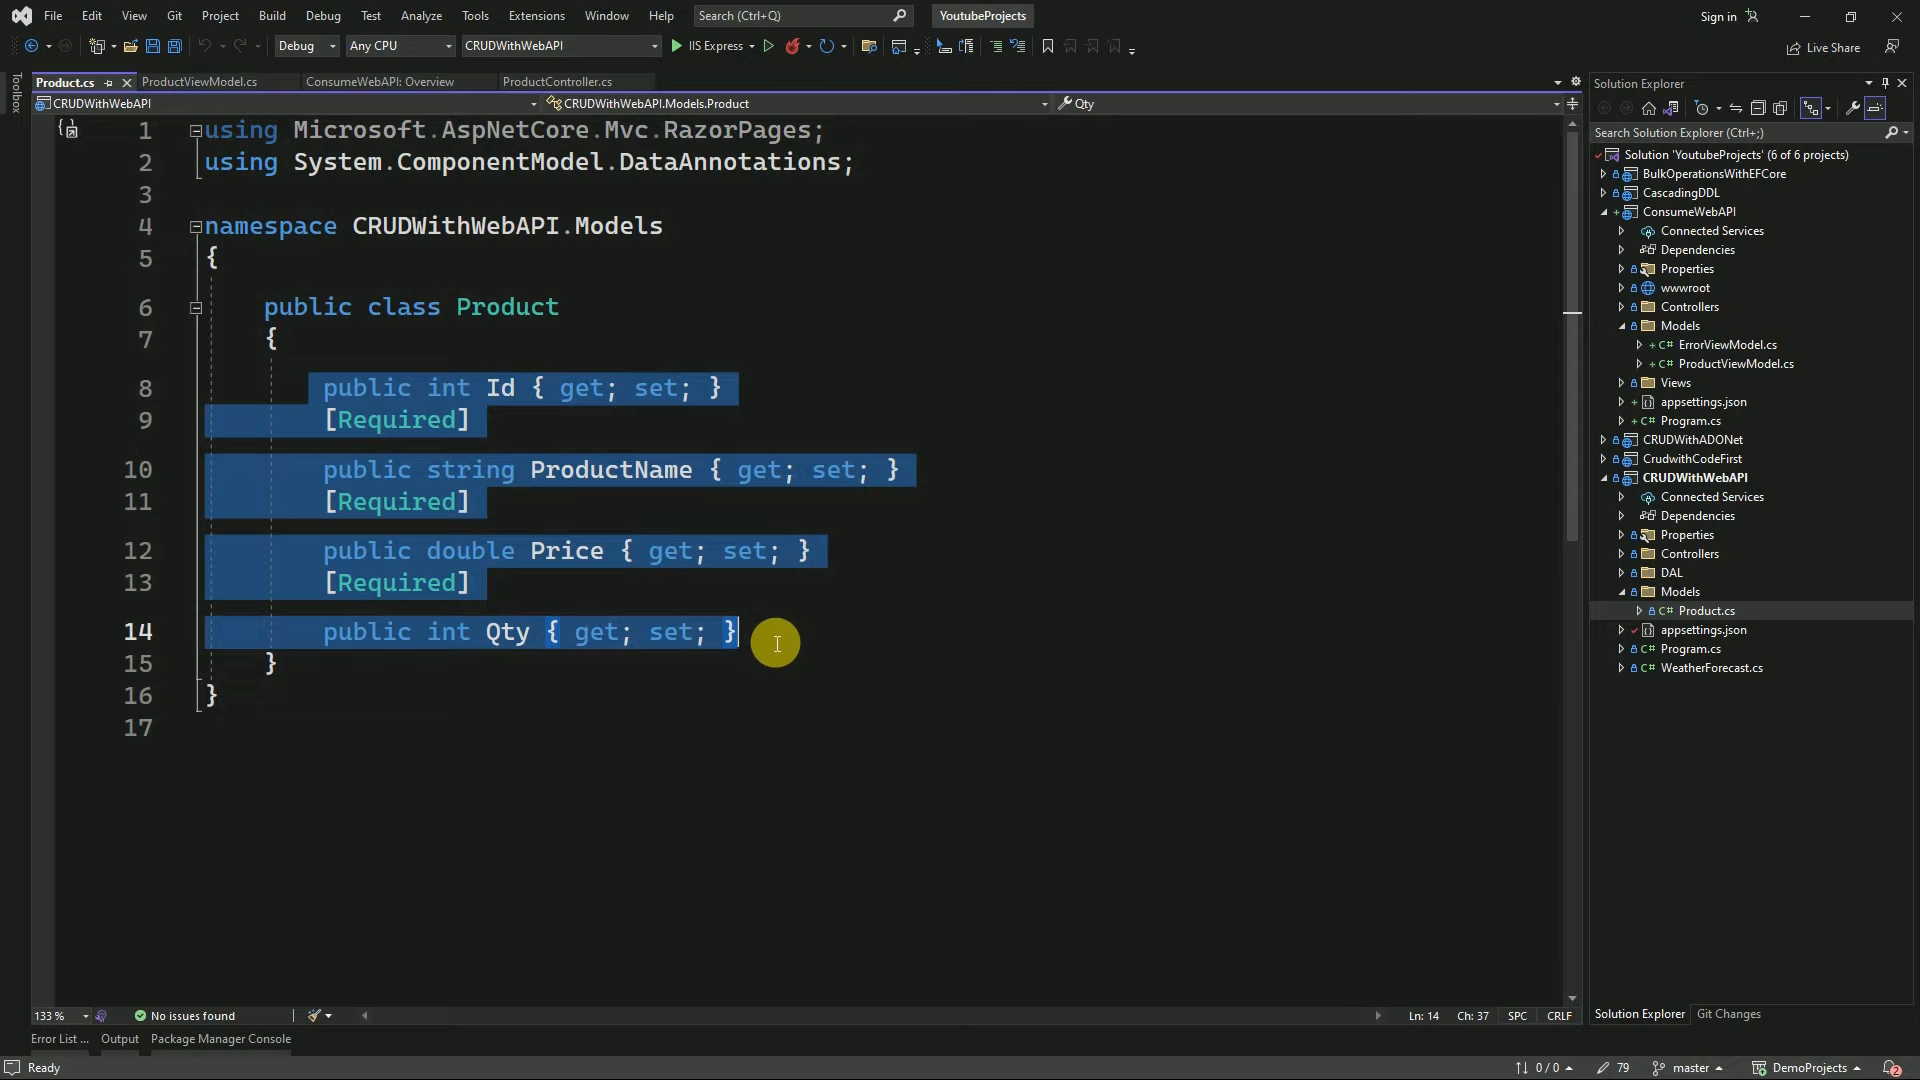 File Edit View Git Project Build Debug Test Analyze Tools Extensions Window Help Search (Ctrl+Q) YoutubeProjects Sign in
Debug Any CPU CRUDWithWebAPI IIS Express Live Share
Toolbox
Product.cs ProductViewModel.cs ConsumeWebAPI: Overview ProductController.cs
CRUDWithWebAPI CRUDWithWebAPI.Models.Product Qty
1 using Microsoft.AspNetCore.Mvc.RazorPages;
2 using System.ComponentModel.DataAnnotations;
3
4 namespace CRUDWithWebAPI.Models
5 {
6 public class Product
7 {
8 public int Id { get; set; }
9 [Required]
10 public string ProductName { get; set; }
11 [Required]
12 public double Price { get; set; }
13 [Required]
14 public int Qty { get; set; }
15 }
16 }
17
133 % No issues found Ln: 14 Ch: 37 SPC CRLF
Error List ... Output Package Manager Console
Solution Explorer
Search Solution Explorer (Ctrl+;)
Solution 'YoutubeProjects' (6 of 6 projects)
BulkOperationsWithEFCore
CascadingDDL
ConsumeWebAPI
Connected Services
Dependencies
Properties
wwwroot
Controllers
Models
C# ErrorViewModel.cs
C# ProductViewModel.cs
Views
appsettings.json
C# Program.cs
CRUDWithADONet
CrudwithCodeFirst
CRUDWithWebAPI
Connected Services
Dependencies
Properties
Controllers
DAL
Models
C# Product.cs
appsettings.json
C# Program.cs
C# WeatherForecast.cs
Solution Explorer Git Changes
Ready 0 / 0 79 master DemoProjects 2